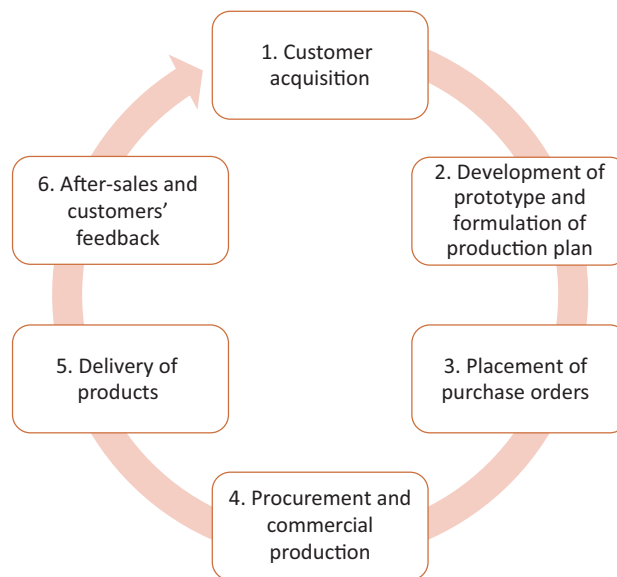 1. Customer
acquisition
2. Development of
prototype and
formulation of
production plan
3. Placement of
purchase orders
4. Procurement and
commercial
production
5. Delivery of
products
6. After-sales and
customers’
feedback